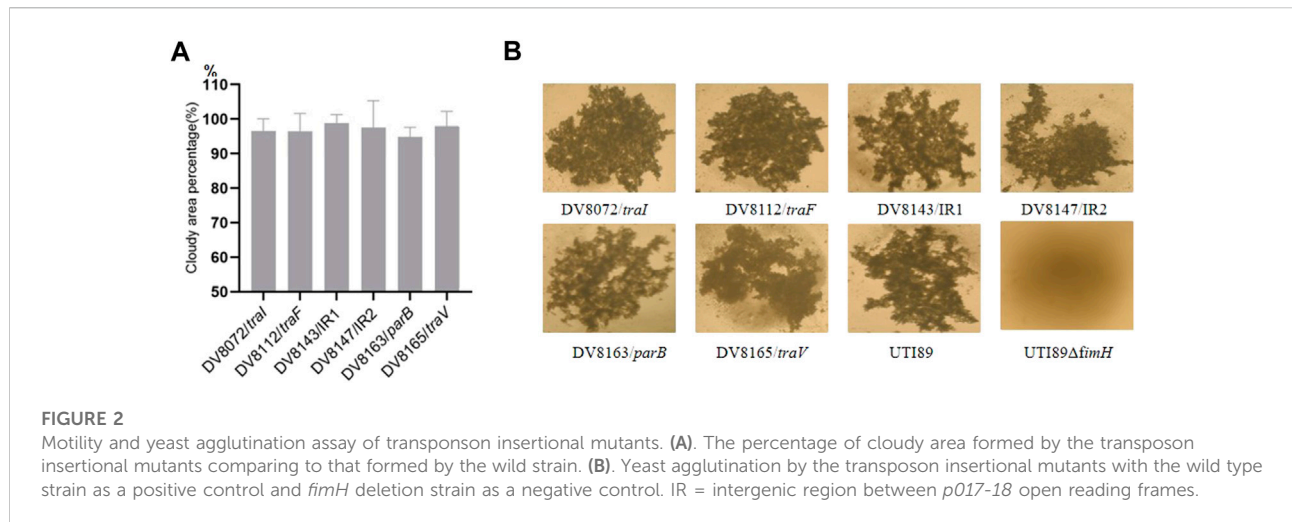 A
%
Cloudy area percentage(%)
110
100
90
80
70
60
50
DV8072/traI
DV8112/traF
DV8143/IR1
DV8147/IR2
DV8163/parB
DV8165/traV
B
DV8072/traI
DV8112/traF
DV8143/IR1
DV8147/IR2
DV8163/parB
DV8165/traV
UTI89
UTI89ΔfimH
FIGURE 2
Motility and yeast agglutination assay of transponson insertional mutants. (A). The percentage of cloudy area formed by the transposon
insertional mutants comparing to that formed by the wild strain. (B). Yeast agglutination by the transposon insertional mutants with the wild type
strain as a positive control and fimH deletion strain as a negative control. IR = intergenic region between p017-18 open reading frames.